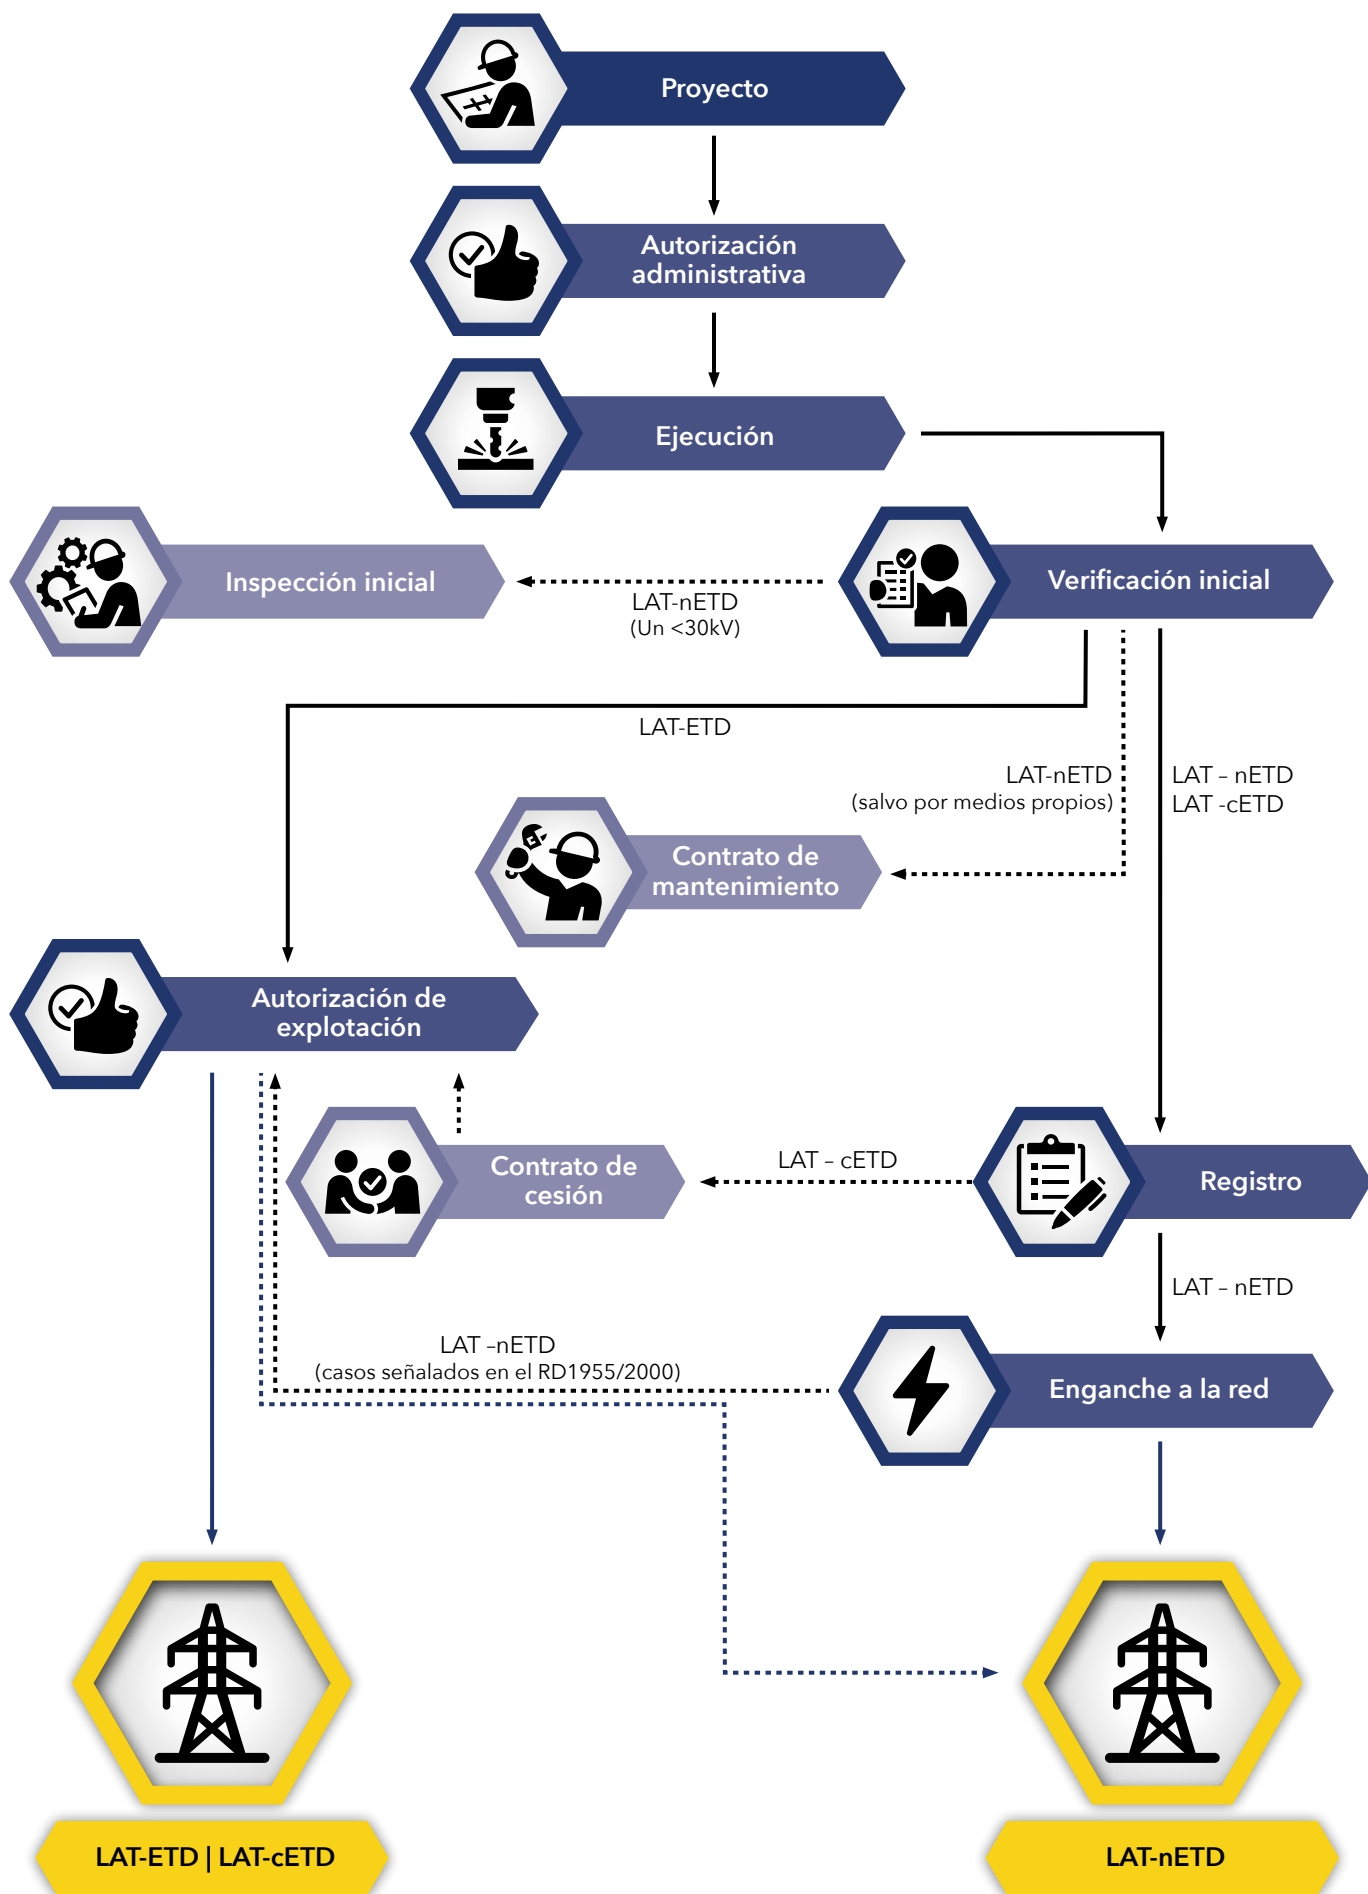 Proyecto
Autorización
administrativa
Ejecución
Inspección inicial
LAT-nETD
(Un <30kV)
Verificación inicial
LAT-ETD
LAT-nETD
(salvo por medios propios)
LAT – nETD
LAT -cETD
Contrato de
mantenimiento
Autorización de
explotación
Contrato de
cesión
LAT – cETD
Registro
LAT – nETD
LAT –nETD
(casos señalados en el RD1955/2000)
Enganche a la red
LAT-ETD | LAT-cETD
LAT-nETD